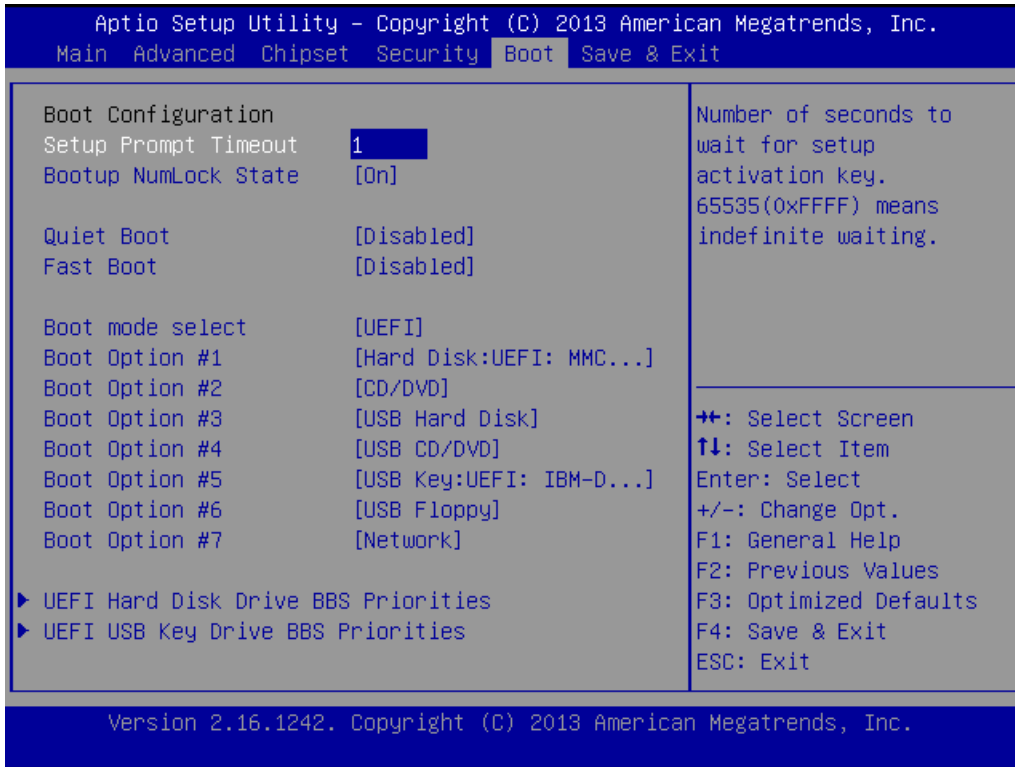 Aptio Setup Utility – Copyright (C) 2013 American Megatrends, Inc.
Main Advanced Chipset Security Boot Save & Exit
Boot Configuration
Setup Prompt Timeout 1
Bootup NumLock State [On]
Quiet Boot [Disabled]
Fast Boot [Disabled]
Boot mode select [UEFI]
Boot Option #1 [Hard Disk:UEFI: MMC...]
Boot Option #2 [CD/DVD]
Boot Option #3 [USB Hard Disk]
Boot Option #4 [USB CD/DVD]
Boot Option #5 [USB Key:UEFI: IBM-D...]
Boot Option #6 [USB Floppy]
Boot Option #7 [Network]
UEFI Hard Disk Drive BBS Priorities
UEFI USB Key Drive BBS Priorities
Number of seconds to
wait for setup
activation key.
65535(0xFFFF) means
indefinite waiting.
→←: Select Screen
↑↓: Select Item
Enter: Select
+/-: Change Opt.
F1: General Help
F2: Previous Values
F3: Optimized Defaults
F4: Save & Exit
ESC: Exit
Version 2.16.1242. Copyright (C) 2013 American Megatrends, Inc.